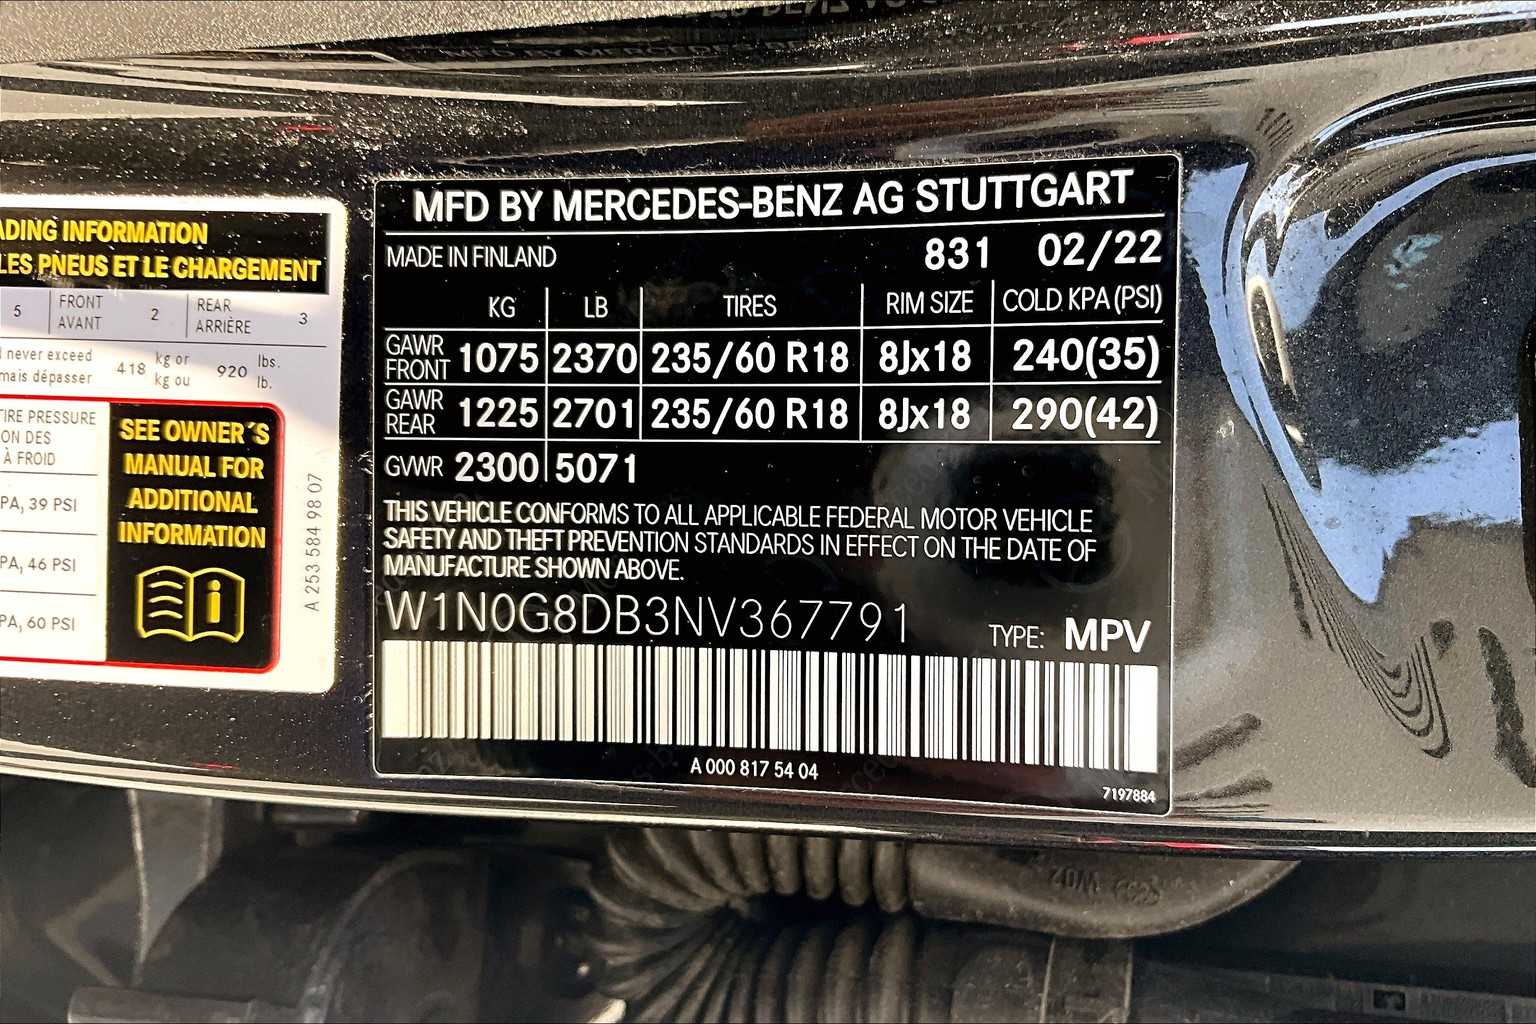 ADING INFORMATION
LES PNEUS ET LE CHARGEMENT
5 FRONT AVANT 2 REAR ARRIÈRE 3
never exceed 418 kg or 920 lbs.
mais dépasser kg ou lb.
TIRE PRESSURE
ON DES
À FROID
PA, 39 PSI
PA, 46 PSI
PA, 60 PSI
SEE OWNER´S
MANUAL FOR
ADDITIONAL
INFORMATION
A 253 584 98 07
MFD BY MERCEDES-BENZ AG STUTTGART
MADE IN FINLAND 831 02/22
KG LB TIRES RIM SIZE COLD KPA (PSI)
GAWR FRONT 1075 2370 235/60 R18 8Jx18 240(35)
GAWR REAR 1225 2701 235/60 R18 8Jx18 290(42)
GVWR 2300 5071
THIS VEHICLE CONFORMS TO ALL APPLICABLE FEDERAL MOTOR VEHICLE
SAFETY AND THEFT PREVENTION STANDARDS IN EFFECT ON THE DATE OF
MANUFACTURE SHOWN ABOVE.
W1N0G8DB3NV367791
TYPE: MPV
A 000 817 54 04
7197884